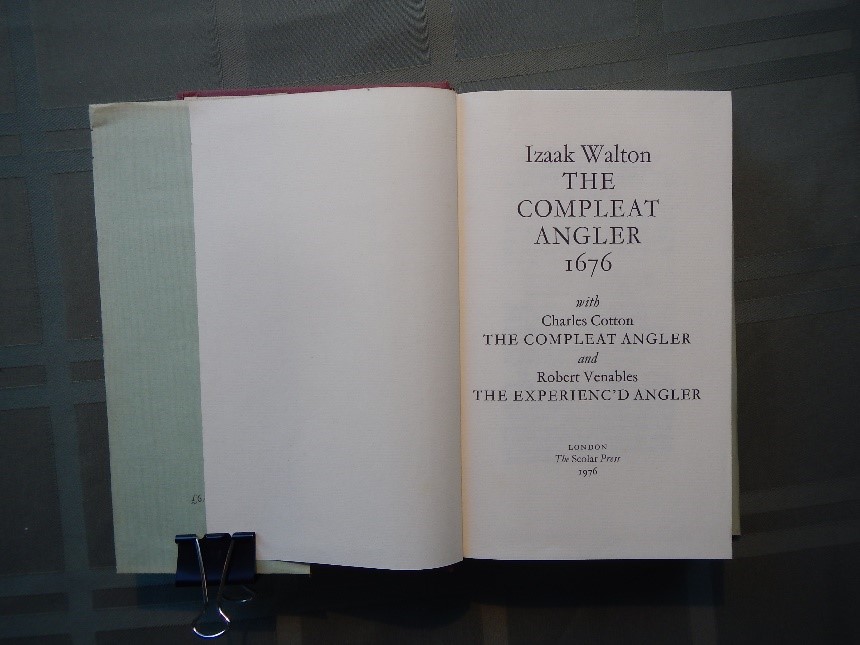 Izaak Walton
THE
COMPLEAT
ANGLER
1676
with
Charles Cotton
THE COMPLEAT ANGLER
and
Robert Venables
THE EXPERIENC'D ANGLER
LONDON
The Scolar Press
1976
£6.